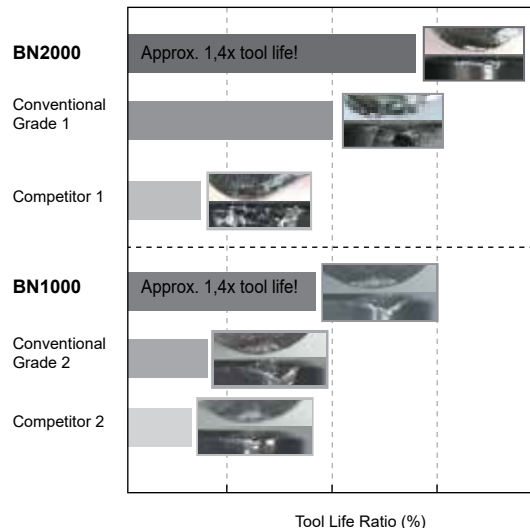 BN2000
Approx. 1,4x tool life!
Conventional
Grade 1
Competitor 1
BN1000
Approx. 1,4x tool life!
Conventional
Grade 2
Competitor 2
Tool Life Ratio (%)